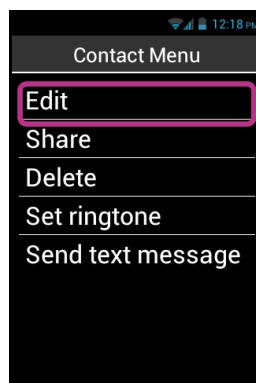 12:18 PM
Contact Menu
Edit
Share
Delete
Set ringtone
Send text message